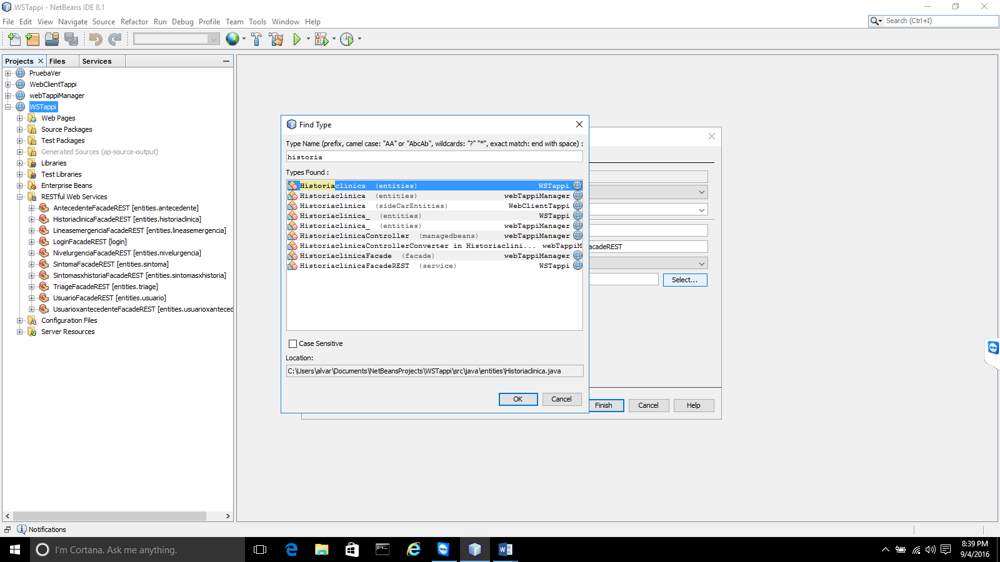 WSTappi - NetBeans IDE 8.1
File Edit View Navigate Source Refactor Run Debug Profile Team Tools Window Help
Search (Ctrl+I)
Projects Files Services
PruebaVer
WebClientTappi
webTappiManager
WSTappi
Web Pages
Source Packages
Test Packages
Generated Sources (ap-source-output)
Libraries
Test Libraries
Enterprise Beans
RESTful Web Services
AntecedenteFacadeREST [entities.antecedente]
HistoriaclinicaFacadeREST [entities.historiaclinica]
LineasemergenciaFacadeREST [entities.lineasemergencia]
LoginFacadeREST [login]
NivelurgenciaFacadeREST [entities.nivelurgencia]
SintomaFacadeREST [entities.sintoma]
SintomasxhistoriaFacadeREST [entities.sintomasxhistoria]
TriageFacadeREST [entities.triage]
UsuarioFacadeREST [entities.usuario]
UsuarioxantecedenteFacadeREST [entities.usuarioxanteced
Configuration Files
Server Resources
Find Type
Type Name (prefix, camel case: "AA" or "AbcAb", wildcards: "?" "*", exact match: end with space) :
historia
Types Found :
Historiaclinica (entities) WSTappi
Historiaclinica (entities) webTappiManager
Historiaclinica (sideCarEntities) WebClientTappi
Historiaclinica_ (entities) WSTappi
Historiaclinica_ (entities) webTappiManager
HistoriaclinicaController (managedbeans) webTappiManager
HistoriaclinicaControllerConverter in Historiaclini... webTappiM
HistoriaclinicaFacade (facade) webTappiManager
HistoriaclinicaFacadeREST (service) WSTappi
Case Sensitive
Location:
C:\Users\alvar\Documents\NetBeansProjects\WSTappi\src\java\entities\Historiaclinica.java
OK Cancel
acadeREST
Select...
Finish Cancel Help
Notifications
I'm Cortana. Ask me anything.
8:39 PM
9/4/2016